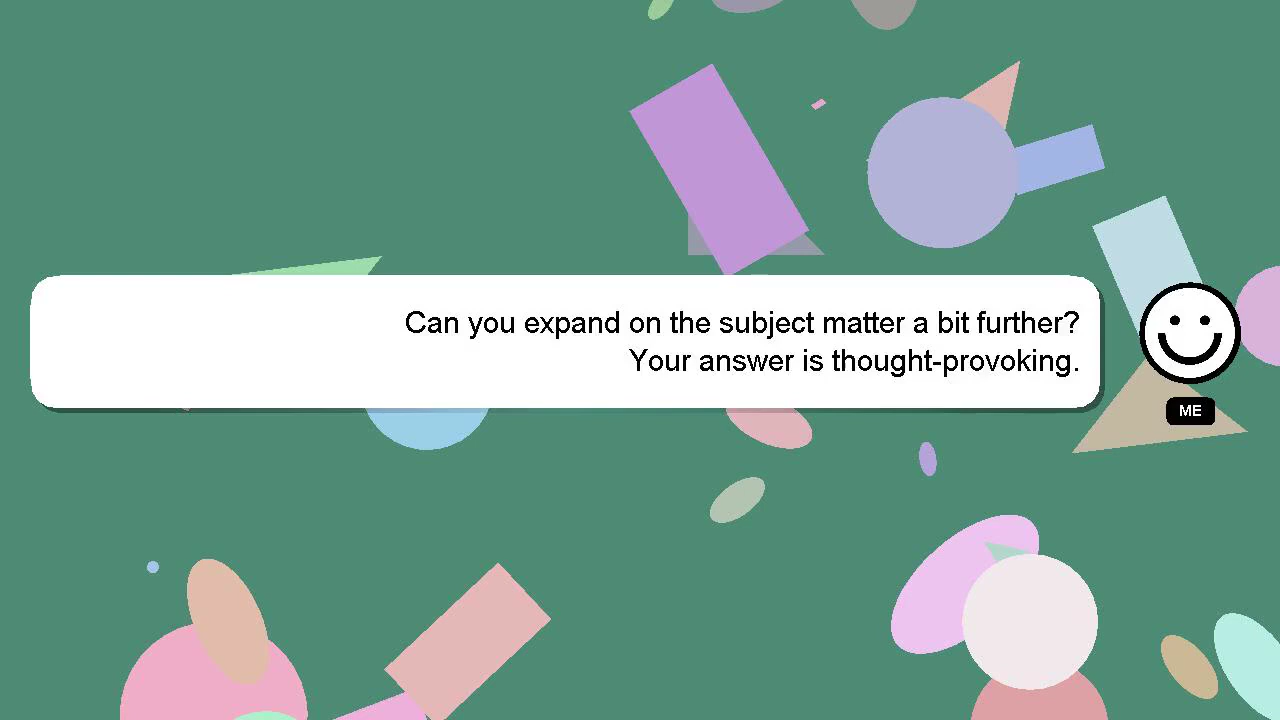 Can you expand on the subject matter a bit further?
Your answer is thought-provoking.
ME